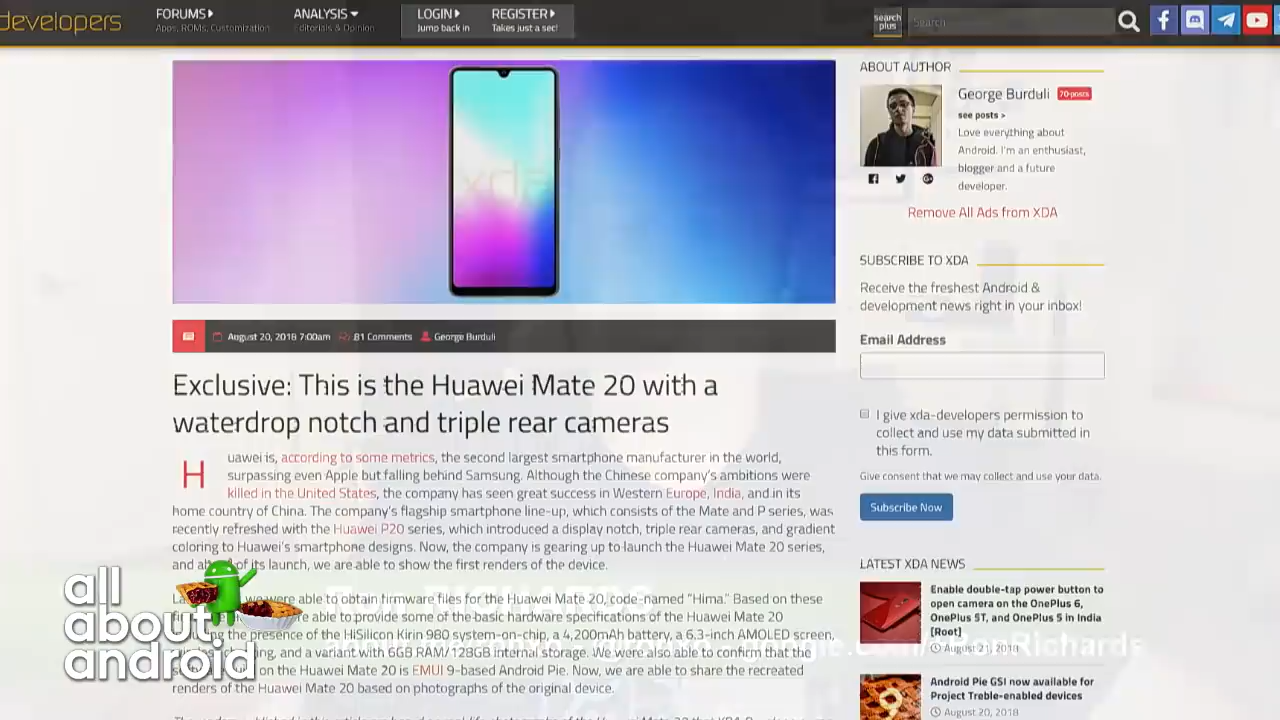 developers
FORUMS
Apps, ROMs, Customization
ANALYSIS
Editorials & Opinion
LOGIN
Jump back in
REGISTER
Takes just a sec!
search
plus
Search
ABOUT AUTHOR
George Burduli 70 posts
see posts >
Love everything about
Android. I'm an enthusiast,
blogger and a future
developer.
Remove All Ads from XDA
August 20, 2018 7:00am 81 Comments George Burduli
Exclusive: This is the Huawei Mate 20 with a
waterdrop notch and triple rear cameras
Huawei is, according to some metrics, the second largest smartphone manufacturer in the world,
surpassing even Apple but falling behind Samsung. Although the Chinese company's ambitions were
killed in the United States, the company has seen great success in Western Europe, India, and in its
home country of China. The company's flagship smartphone line-up, which consists of the Mate and P series, was
recently refreshed with the Huawei P20 series, which introduced a display notch, triple rear cameras, and gradient
coloring to Huawei's smartphone designs. Now, the company is gearing up to launch the Huawei Mate 20 series,
and of its launch, we are able to show the first renders of the device.
were able to obtain firmware files for the Huawei Mate 20, code-named "Hima." Based on these
able to provide some of the basic hardware specifications of the Huawei Mate 20
the presence of the HiSilicon Kirin 980 system-on-chip, a 4,200mAh battery, a 6.3-inch AMOLED screen,
and a variant with 6GB RAM/128GB internal storage. We were also able to confirm that the
on the Huawei Mate 20 is EMUI 9-based Android Pie. Now, we are able to share the recreated
renders of the Huawei Mate 20 based on photographs of the original device.
SUBSCRIBE TO XDA
Receive the freshest Android &
development news right in your inbox!
Email Address
I give xda-developers permission to
collect and use my data submitted in
this form.
Give consent that we may collect and use your data.
Subscribe Now
LATEST XDA NEWS
Enable double-tap power button to
open camera on the OnePlus 6,
OnePlus 5T, and OnePlus 5 in India
[Root]
August 21, 2018
Android Pie GSI now available for
Project Treble-enabled devices
August 20, 2018
all
about
android
RonRichards